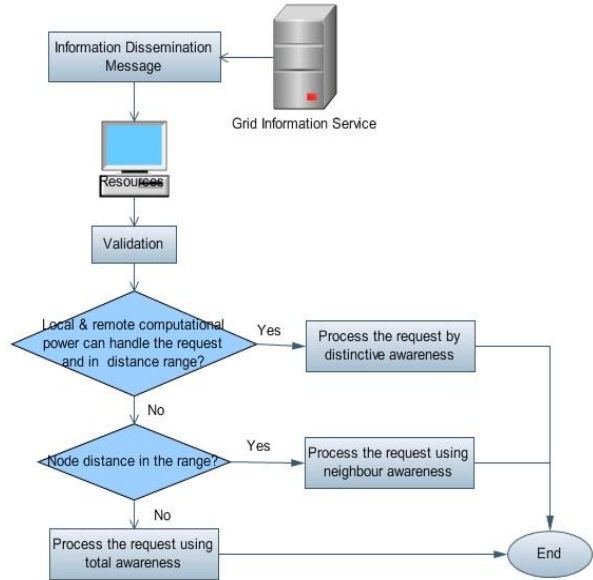 Information Dissemination
Message
Grid Information Service
Resources
Validation
Local & remote computational
power can handle the request
and in distance range?
Yes
Process the request by
distinctive awareness
No
Node distance in the range?
Yes
Process the request using
neighbour awareness
No
Process the request using
total awareness
End